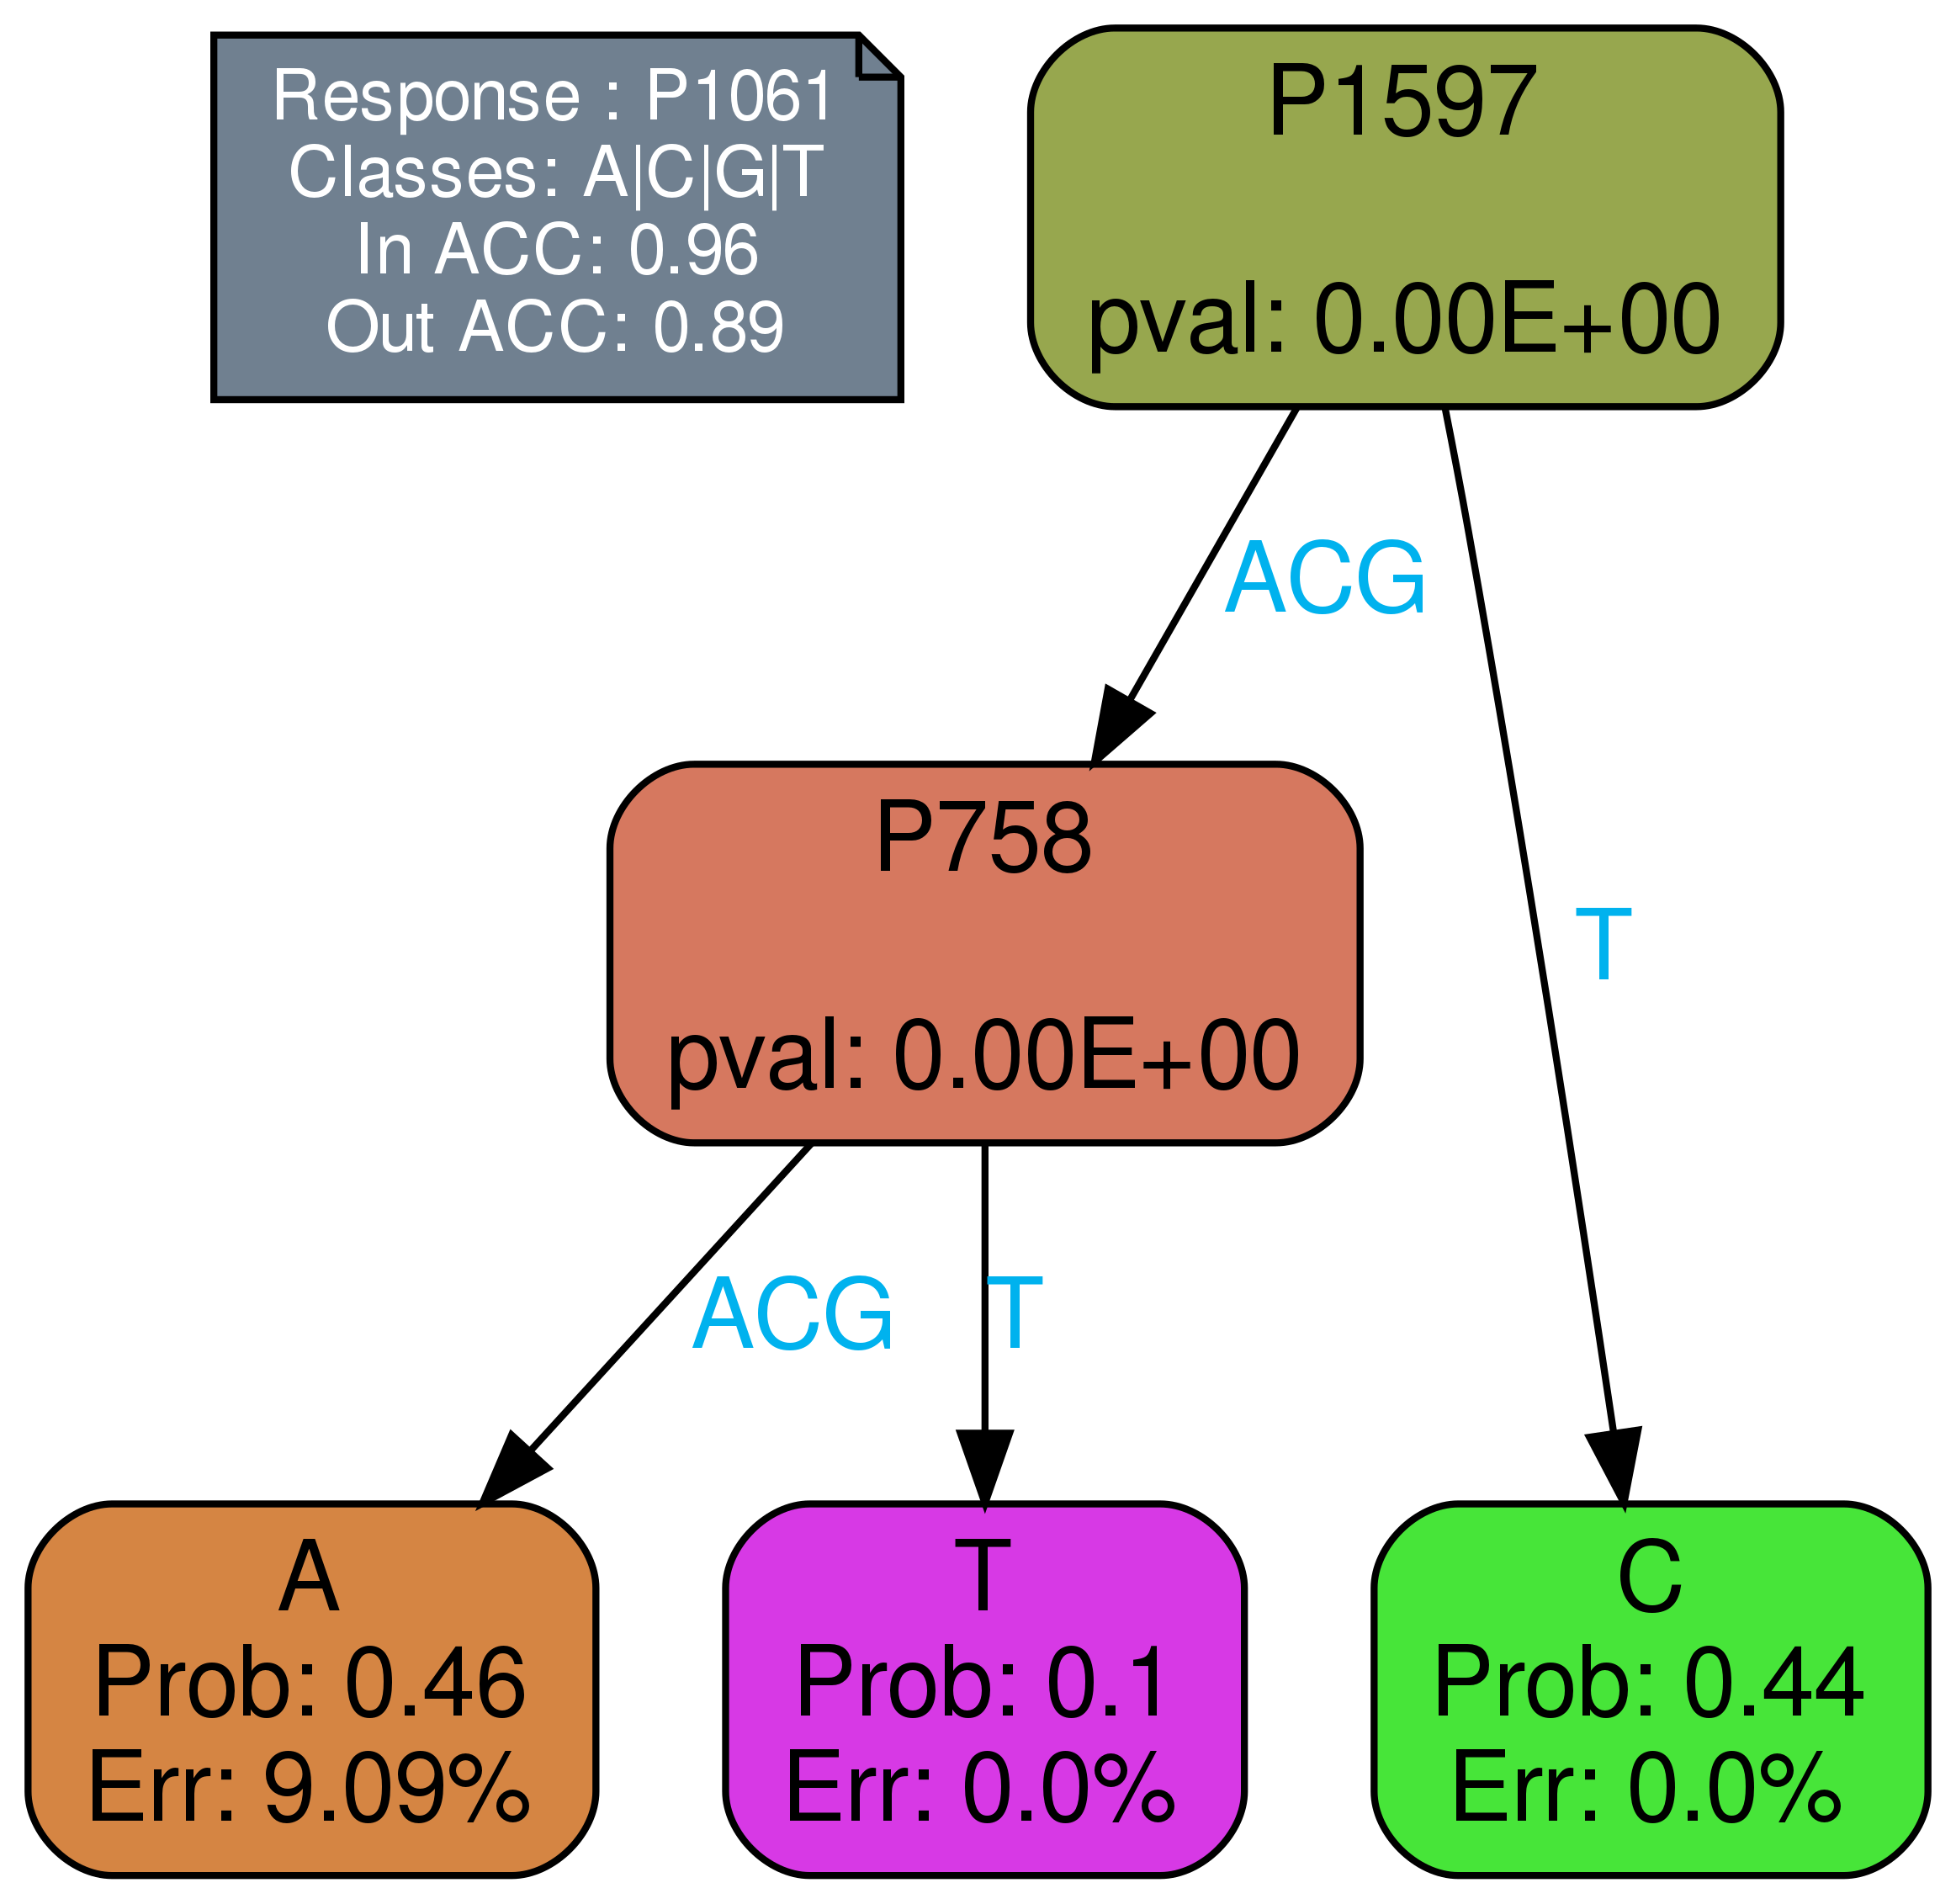 Response : P1061
Classes: A|C|G|T
In ACC: 0.96
Out ACC: 0.89
P1597
pval: 0.00E+00
ACG
T
P758
pval: 0.00E+00
ACG
T
A
Prob: 0.46
Err: 9.09%
T
Prob: 0.1
Err: 0.0%
C
Prob: 0.44
Err: 0.0%